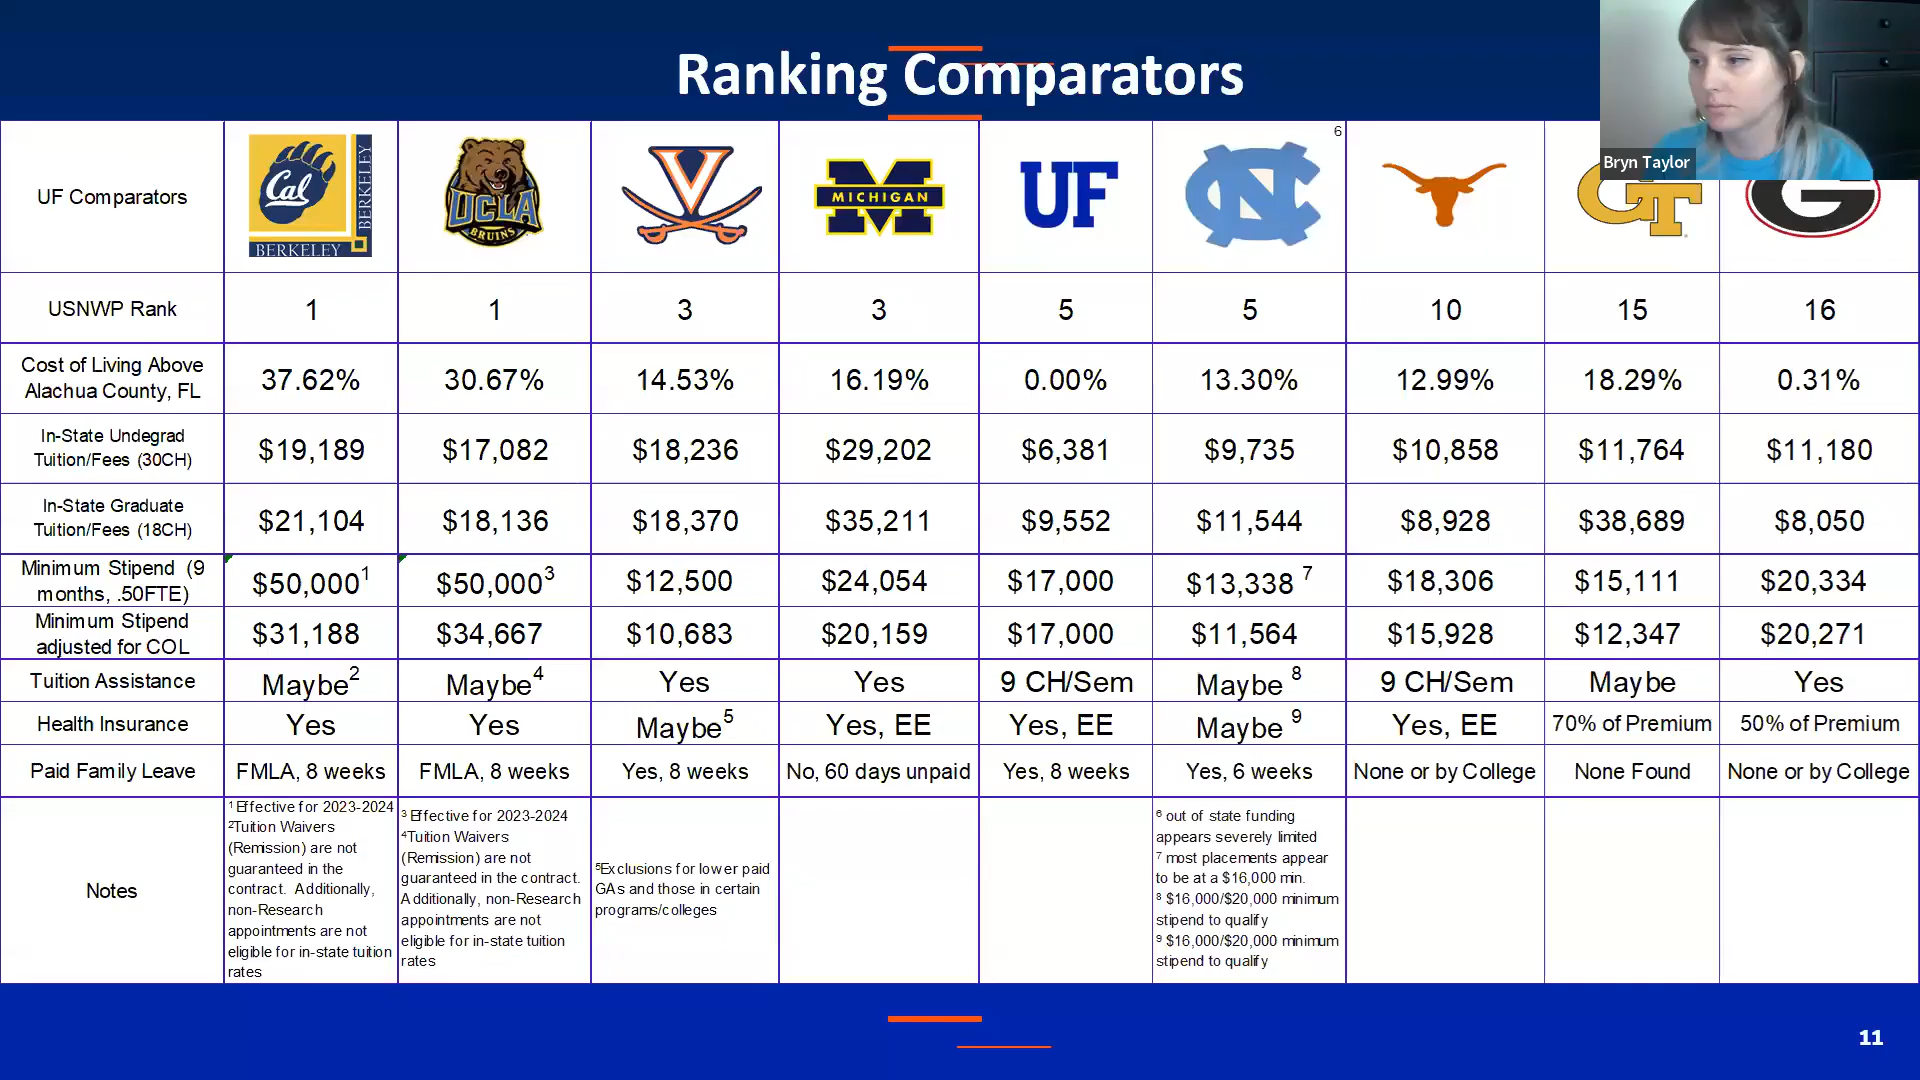 Ranking Comparators
Bryn Taylor
UF Comparators
Cal
BERKELEY
BERKELEY
UCLA
BRUINS
V
MICHIGAN
UF
NC
6
GT
G
USNWP Rank 1 1 3 3 5 5 10 15 16
Cost of Living Above
Alachua County, FL
37.62% 30.67% 14.53% 16.19% 0.00% 13.30% 12.99% 18.29% 0.31%
In-State Undegrad
Tuition/Fees (30CH)
$19,189 $17,082 $18,236 $29,202 $6,381 $9,735 $10,858 $11,764 $11,180
In-State Graduate
Tuition/Fees (18CH)
$21,104 $18,136 $18,370 $35,211 $9,552 $11,544 $8,928 $38,689 $8,050
Minimum Stipend (9
months, .50FTE)
$50,000¹ $50,000³ $12,500 $24,054 $17,000 $13,338 ⁷ $18,306 $15,111 $20,334
Minimum Stipend
adjusted for COL
$31,188 $34,667 $10,683 $20,159 $17,000 $11,564 $15,928 $12,347 $20,271
Tuition Assistance Maybe² Maybe⁴ Yes Yes 9 CH/Sem Maybe ⁸ 9 CH/Sem Maybe Yes
Health Insurance Yes Yes Maybe⁵ Yes, EE Yes, EE Maybe ⁹ Yes, EE 70% of Premium 50% of Premium
Paid Family Leave FMLA, 8 weeks FMLA, 8 weeks Yes, 8 weeks No, 60 days unpaid Yes, 8 weeks Yes, 6 weeks None or by College None Found None or by College
Notes
¹ Effective for 2023-2024
²Tuition Waivers
(Remission) are not
guaranteed in the
contract. Additionally,
non-Research
appointments are not
eligible for in-state tuition
rates
³ Effective for 2023-2024
⁴Tuition Waivers
(Remission) are not
guaranteed in the contract.
Additionally, non-Research
appointments are not
eligible for in-state tuition
rates
⁵Exclusions for lower paid
GAs and those in certain
programs/colleges
⁶ out of state funding
appears severely limited
⁷ most placements appear
to be at a $16,000 min.
⁸ $16,000/$20,000 minimum
stipend to qualify
⁹ $16,000/$20,000 minimum
stipend to qualify
11